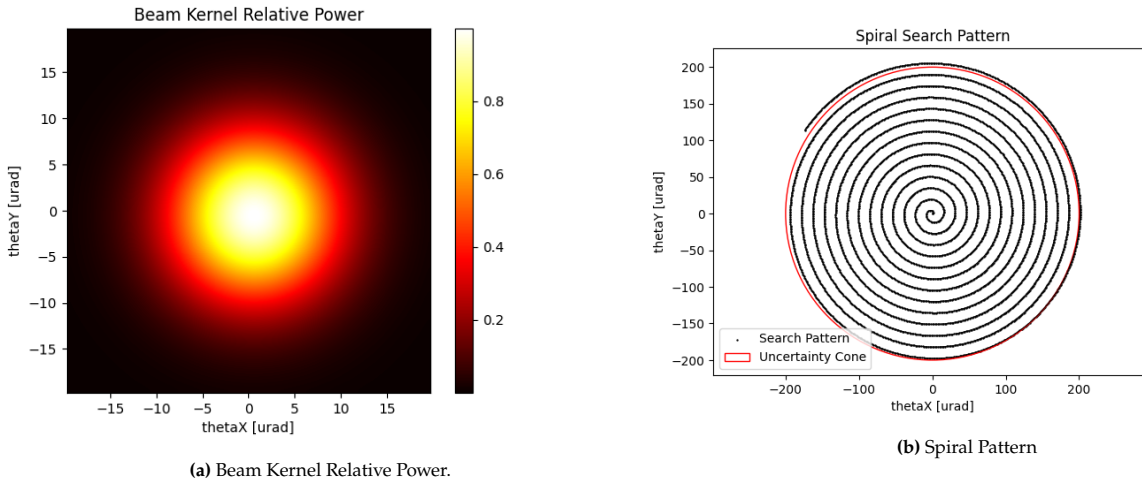 Beam Kernel Relative Power
15
10
5
0
−5
−10
−15
thetaY [urad]
−15 −10 −5 0 5 10 15
thetaX [urad]
0.8
0.6
0.4
0.2
(a) Beam Kernel Relative Power.
Spiral Search Pattern
200
150
100
50
0
−50
−100
−150
−200
thetaY [urad]
Search Pattern
Uncertainty Cone
−200 −100 0 100 200
thetaX [urad]
(b) Spiral Pattern